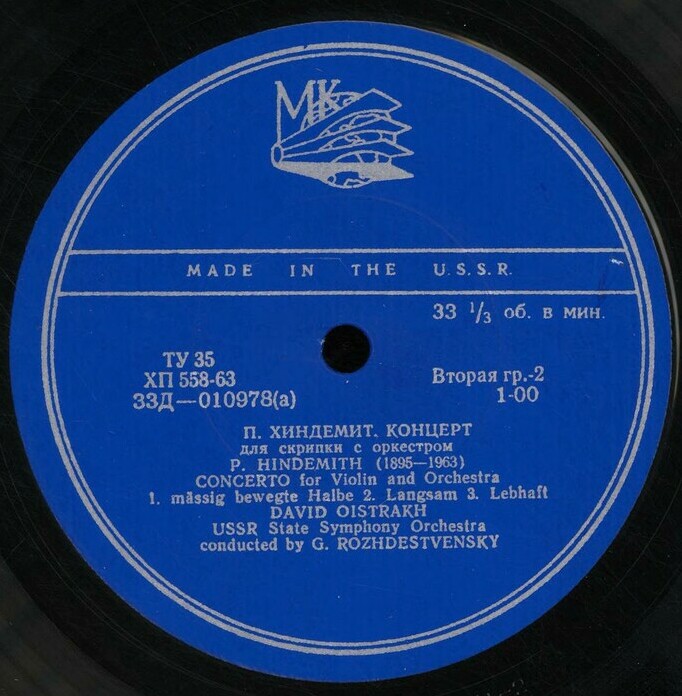 МК
MADE IN THE U.S.S.R.
33 1/3 об. в мин.
ТУ 35
ХП 558-63
33Д—010978(а)
Вторая гр.-2
1-00
П. ХИНДЕМИТ. КОНЦЕРТ
для скрипки с оркестром
P. HINDEMITH (1895—1963)
CONCERTO for Violin and Orchestra
1. mässig bewegte Halbe 2. Langsam 3. Lebhaft
DAVID OISTRAKH
USSR State Symphony Orchestra
conducted by G. ROZHDESTVENSKY